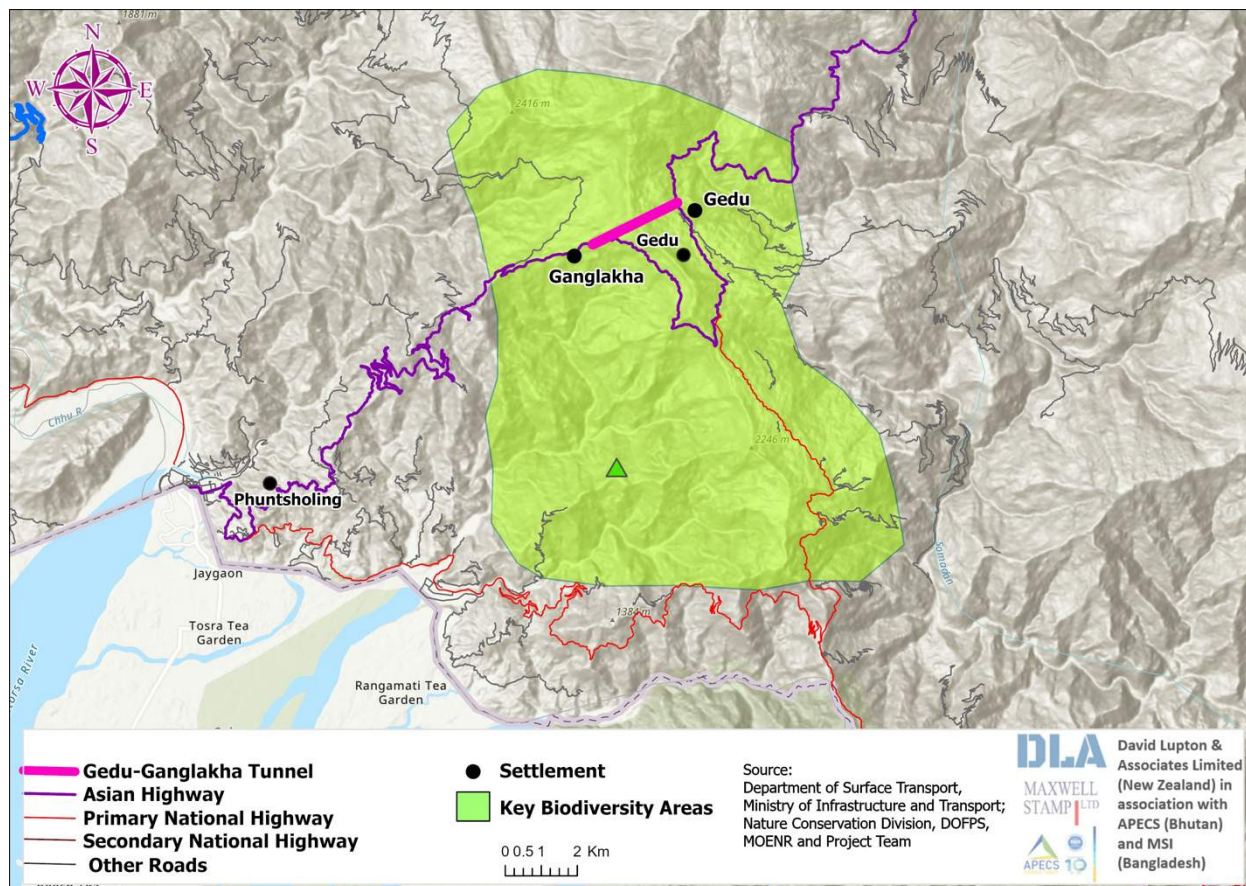 1881 m
N
W
E
S
2416 m
Gedu
Gedu
Ganglakha
Chhu R
2246 m
Phuntsholing
Jaygaon
1384 m
Somadan
Tosra Tea
Garden
Rangamati Tea
Garden
River
Gedu-Ganglakha Tunnel
Asian Highway
Primary National Highway
Secondary National Highway
Other Roads
Settlement
Key Biodiversity Areas
0 0.5 1 2 Km
Source:
Department of Surface Transport,
Ministry of Infrastructure and Transport;
Nature Conservation Division, DOFPS,
MOENR and Project Team
DLA
MAXWELL
STAMP LTD
APECS
10
David Lupton &
Associates Limited
(New Zealand) in
association with
APECS (Bhutan)
and MSI
(Bangladesh)